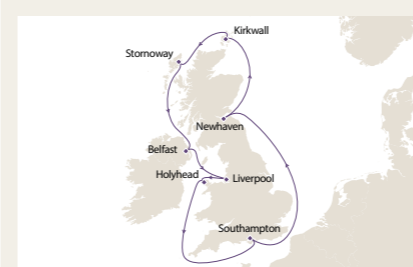 Kirkwall
Stornoway
Newhaven
Belfast
Holyhead
Liverpool
Southampton